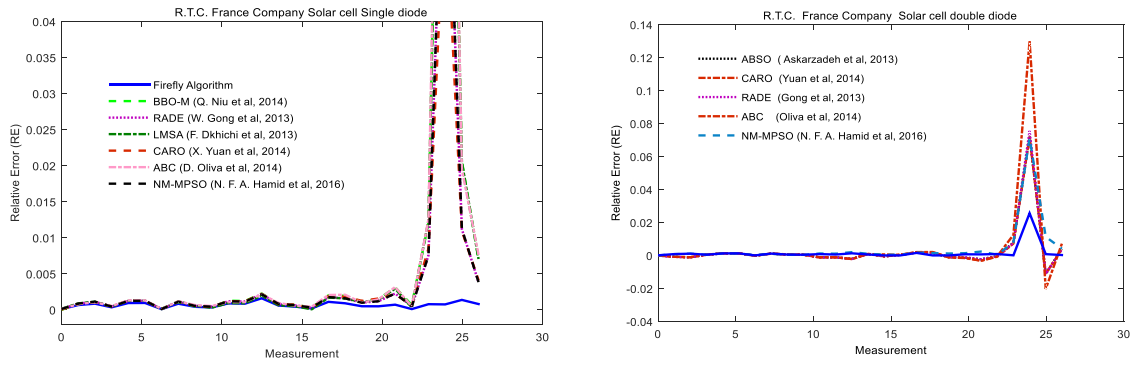 R.T.C. France Company Solar cell Single diode
0.04
0.035
0.03
0.025
0.02
0.015
0.01
0.005
0
Relative Error (RE)
Firefly Algorithm
BBO-M (Q. Niu et al, 2014)
RADE (W. Gong et al, 2013)
LMSA (F. Dkhichi et al, 2013)
CARO (X. Yuan et al, 2014)
ABC (D. Oliva et al, 2014)
NM-MPSO (N. F. A. Hamid et al, 2016)
0 5 10 15 20 25 30
Measurement
R.T.C. France Company Solar cell double diode
0.14
0.12
0.10
0.08
0.06
0.04
0.02
0
-0.02
-0.04
Relative Error (RE)
ABSO ( Askarzadeh et al, 2013)
CARO (Yuan et al, 2014)
RADE (Gong et al, 2013)
ABC (Oliva et al, 2014)
NM-MPSO (N. F. A. Hamid et al, 2016)
0 5 10 15 20 25 30
Measurement